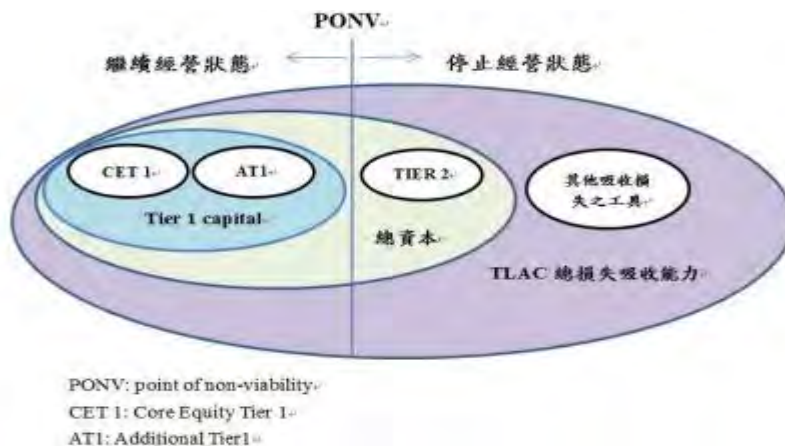 PONV
繼續經營狀態
停止經營狀態
CET 1
AT1
TIER 2
其他吸收損
失之工具
Tier 1 capital
總資本
TLAC 總損失吸收能力
PONV: point of non-viability
CET 1: Core Equity Tier 1
AT1: Additional Tier1